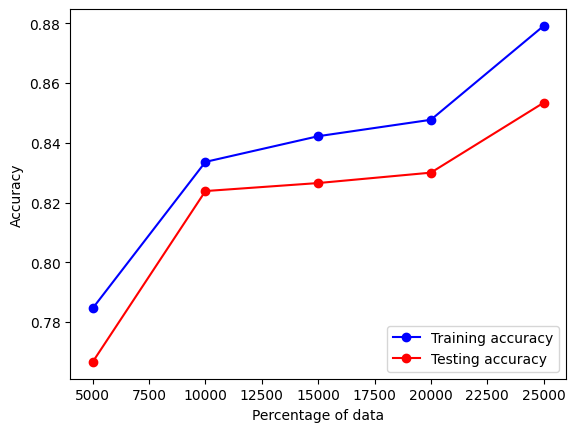 0.88
0.86
0.84
0.82
0.80
0.78
Accuracy
Training accuracy
Testing accuracy
5000 7500 10000 12500 15000 17500 20000 22500 25000
Percentage of data